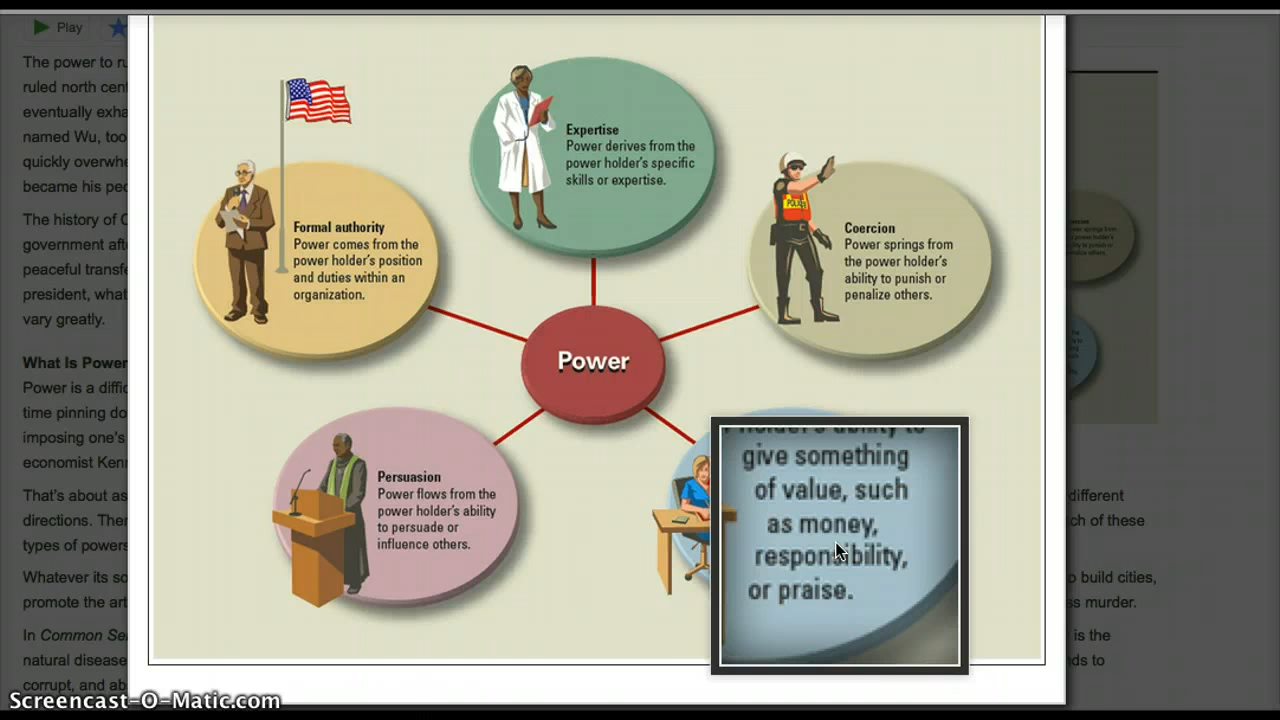 Play
The power to ru
ruled north cent
eventually exha
named Wu, too
quickly overwhe
became his peo
The history of C
government afte
peaceful transfe
president, what
vary greatly.
What Is Power
Power is a diffic
time pinning do
imposing one's
economist Kenn
That's about as
directions. Ther
types of powers
Whatever its so
promote the art
In Common Sen
natural disease
corrupt, and ab
Expertise
Power derives from the
power holder's specific
skills or expertise.
Formal authority
Power comes from the
power holder's position
and duties within an
organization.
Coercion
Power springs from
the power holder's
ability to punish or
penalize others.
POLICE
Power
Persuasion
Power flows from the
power holder's ability
to persuade or
influence others.
holder's ability to
give something
of value, such
as money,
responsibility,
or praise.
different
ch of these
o build cities,
ss murder.
is the
nds to
Screencast-O-Matic.com